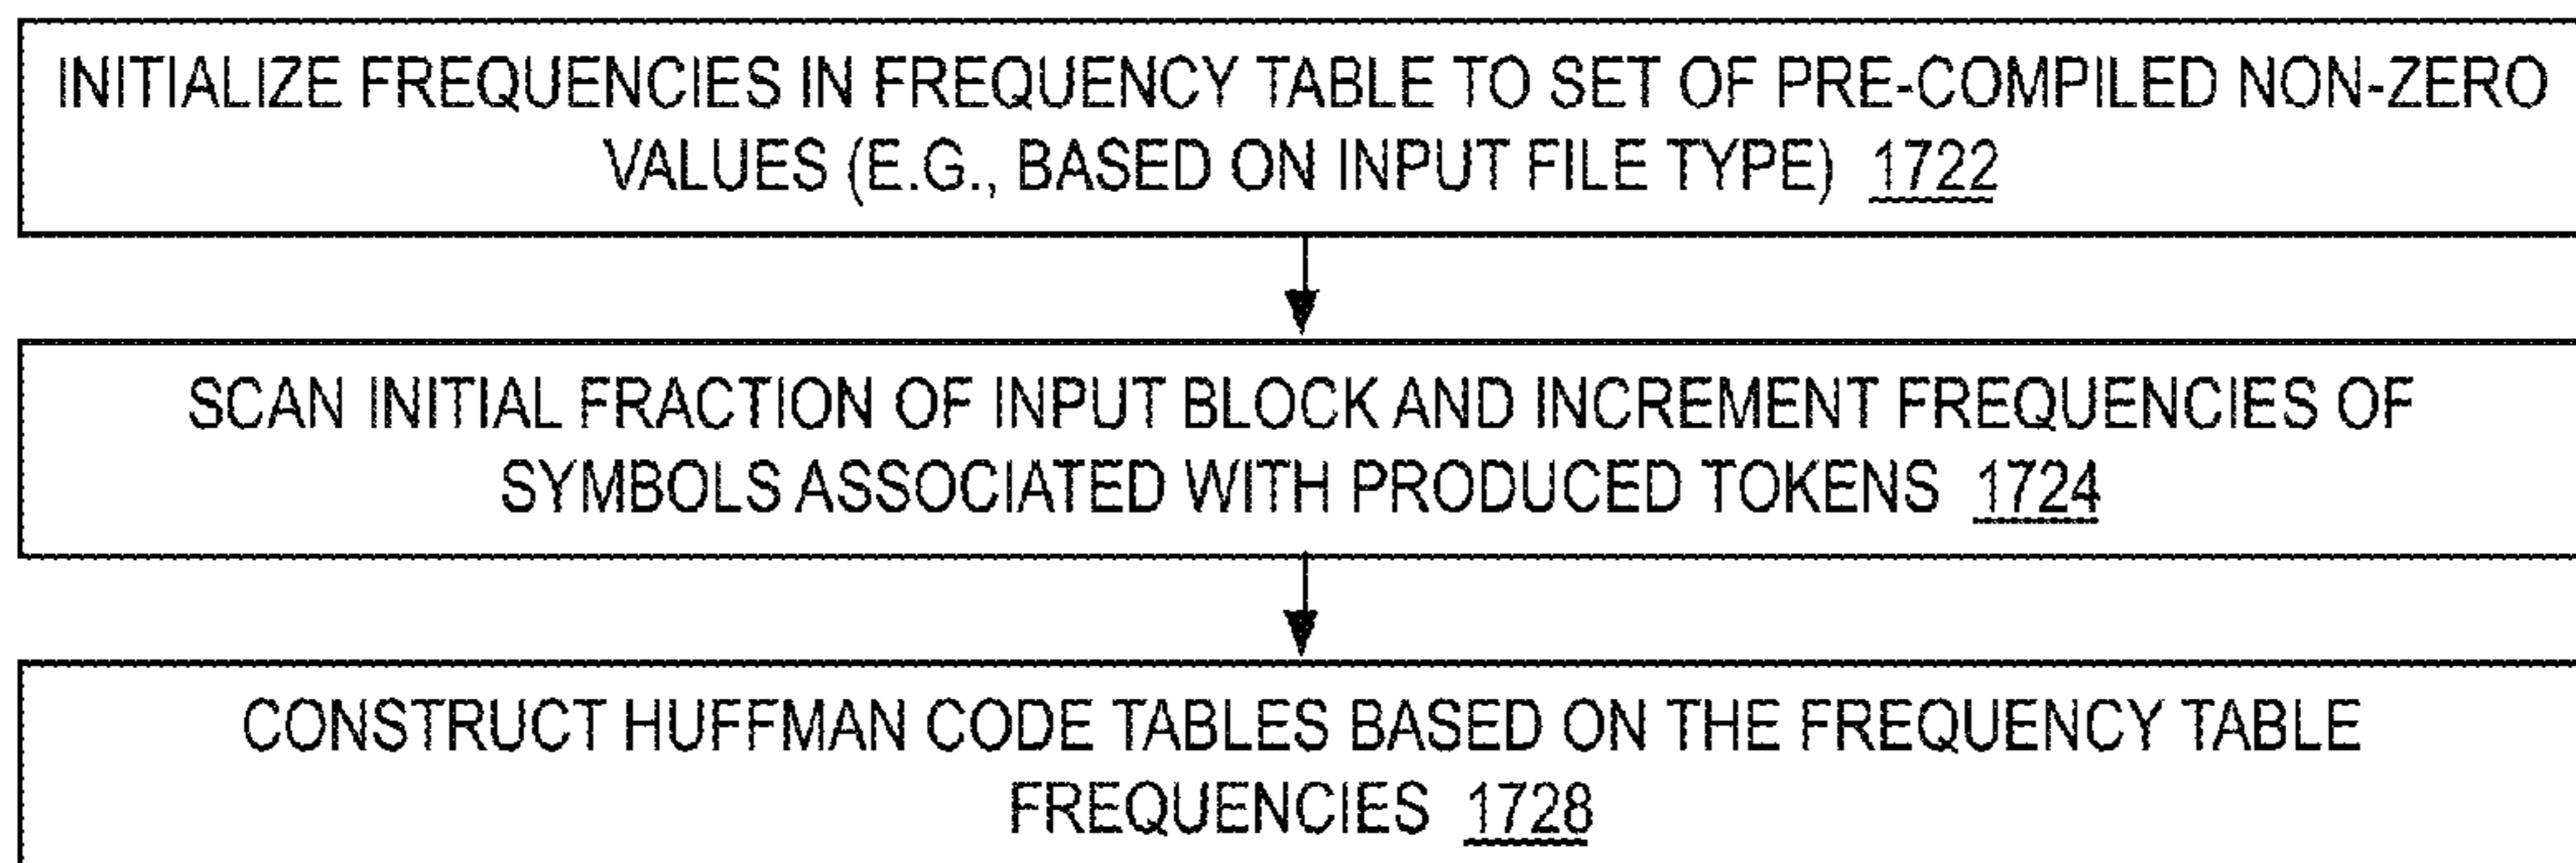 INITIALIZE FREQUENCIES IN FREQUENCY TABLE TO SET OF PRE-COMPILED NON-ZERO
VALUES (E.G., BASED ON INPUT FILE TYPE) 1722
SCAN INITIAL FRACTION OF INPUT BLOCK AND INCREMENT FREQUENCIES OF
SYMBOLS ASSOCIATED WITH PRODUCED TOKENS 1724
CONSTRUCT HUFFMAN CODE TABLES BASED ON THE FREQUENCY TABLE
FREQUENCIES 1728